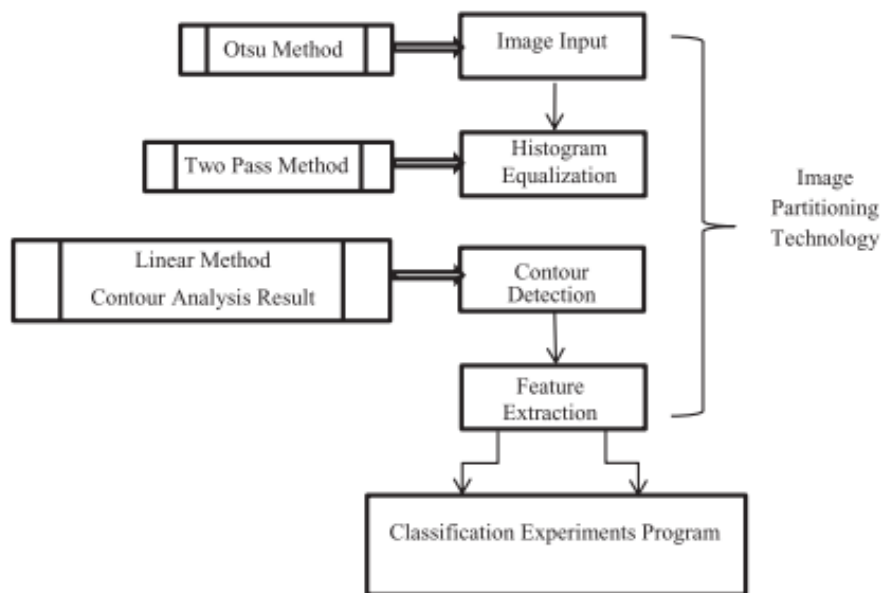 Otsu Method
Image Input
Two Pass Method
Histogram
Equalization
Image
Partitioning
Technology
Linear Method
Contour Analysis Result
Contour
Detection
Feature
Extraction
Classification Experiments Program